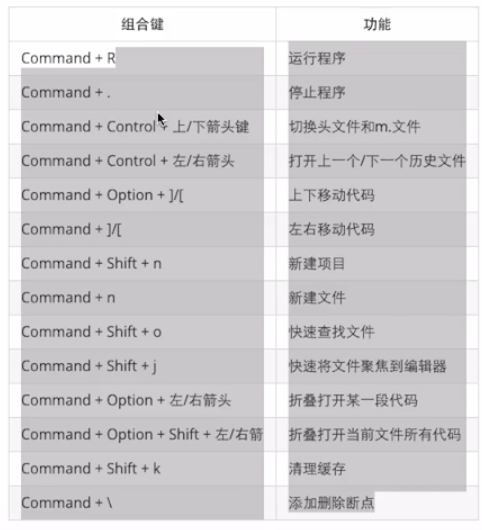 组合键 功能
Command + R 运行程序
Command + . 停止程序
Command + Control + 上/下箭头键 切换头文件和m.文件
Command + Control + 左/右箭头 打开上一个/下一个历史文件
Command + Option + ]/[ 上下移动代码
Command + ]/[ 左右移动代码
Command + Shift + n 新建项目
Command + n 新建文件
Command + Shift + o 快速查找文件
Command + Shift + j 快速将文件聚焦到编辑器
Command + Option + 左/右箭头 折叠打开某一段代码
Command + Option + Shift + 左/右箭 折叠打开当前文件所有代码
Command + Shift + k 清理缓存
Command + \ 添加删除断点